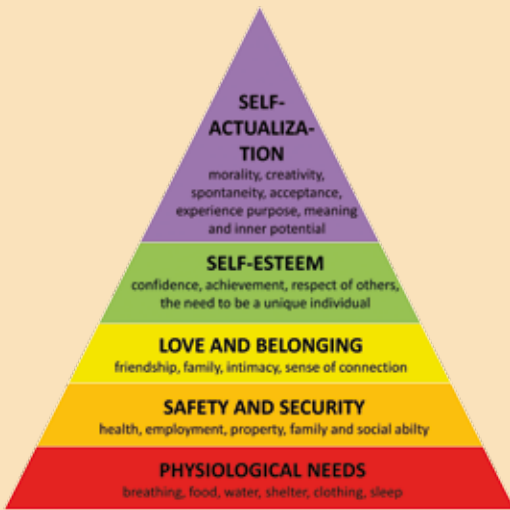 SELF-
ACTUALIZA-
TION
morality, creativity,
spontaneity, acceptance,
experience purpose, meaning
and inner potential
SELF-ESTEEM
confidence, achievement, respect of others,
the need to be a unique individual
LOVE AND BELONGING
friendship, family, intimacy, sense of connection
SAFETY AND SECURITY
health, employment, property, family and social abilty
PHYSIOLOGICAL NEEDS
breathing, food, water, shelter, clothing, sleep